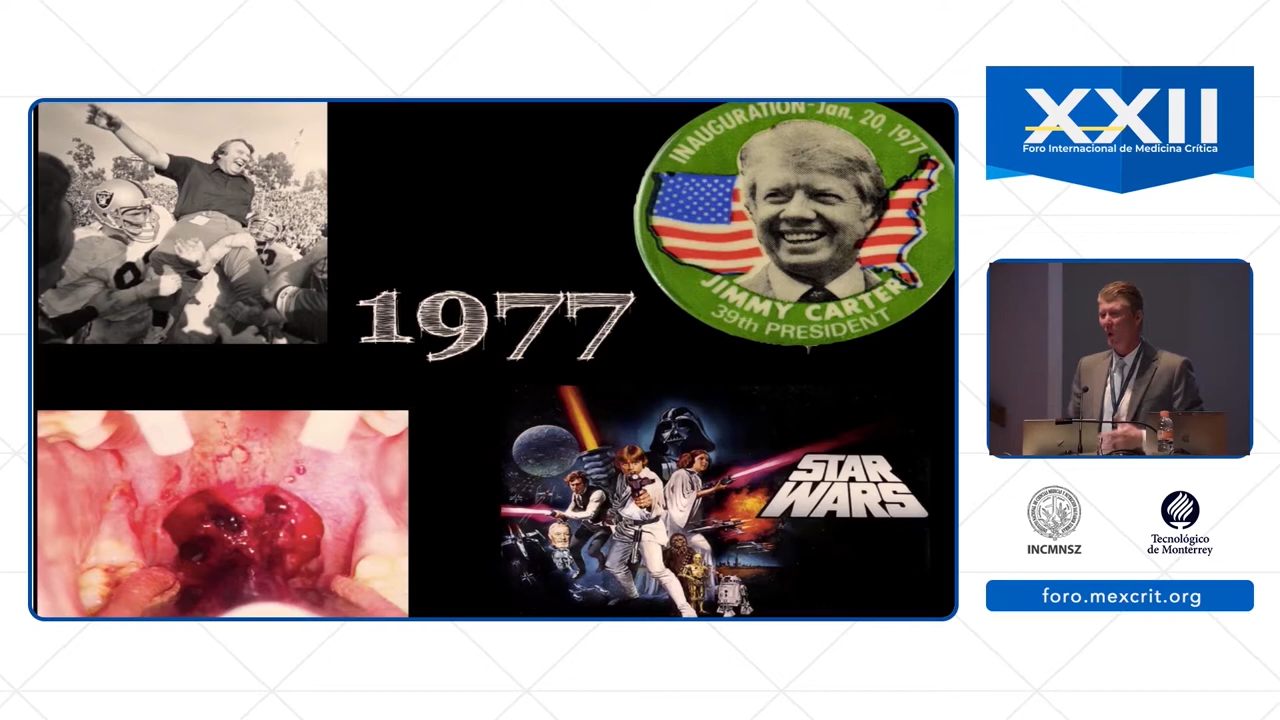 INAUGURATION-Jan. 20, 1977
JIMMY CARTER
39th PRESIDENT
1977
STAR
WARS
XXII
Foro Internacional de Medicina Crítica
INCMNSZ
Tecnológico
de Monterrey
foro.mexcrit.org